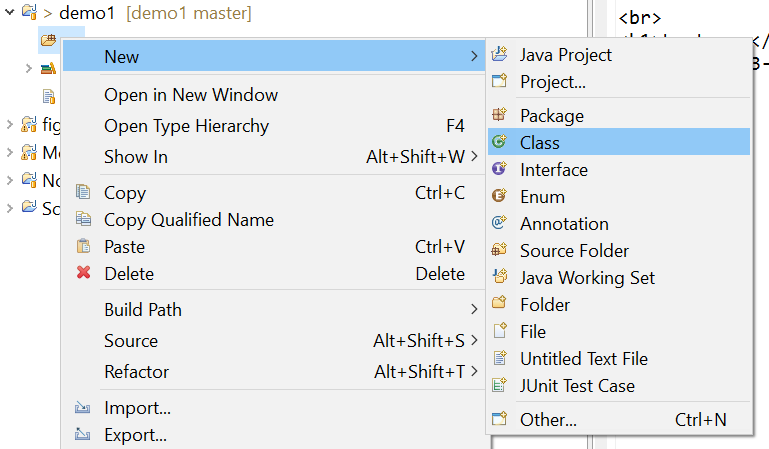 > demo1 [demo1 master]
fig
Me
No
So
New
Open in New Window
Open Type Hierarchy F4
Show In Alt+Shift+W
Copy Ctrl+C
Copy Qualified Name
Paste Ctrl+V
Delete Delete
Build Path
Source Alt+Shift+S
Refactor Alt+Shift+T
Import...
Export...
Java Project
Project...
Package
Class
Interface
Enum
Annotation
Source Folder
Java Working Set
Folder
File
Untitled Text File
JUnit Test Case
Other... Ctrl+N
<br>